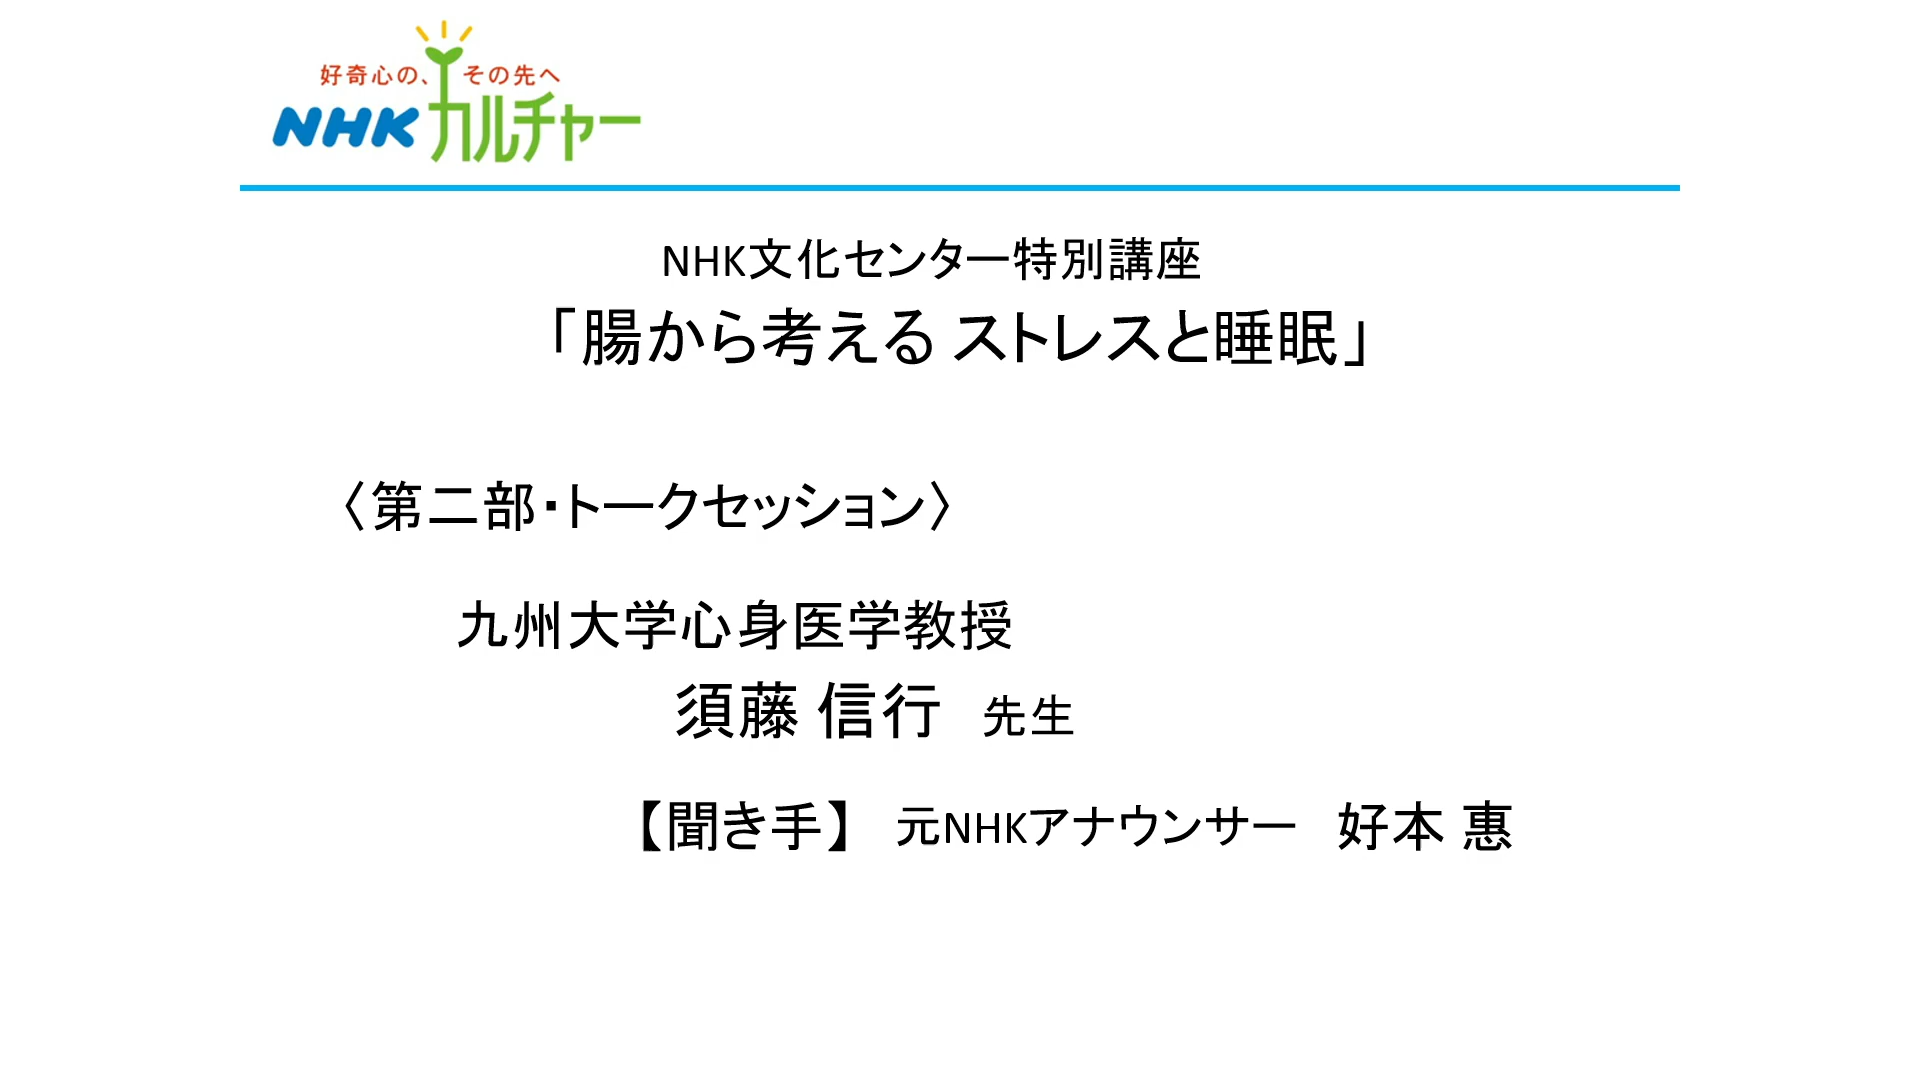 好奇心の、その先へ
NHKカルチャー
NHK文化センター特別講座
「腸から考える ストレスと睡眠」
〈第二部・トークセッション〉
九州大学心身医学教授
須藤 信行 先生
【聞き手】 元NHKアナウンサー 好本 惠